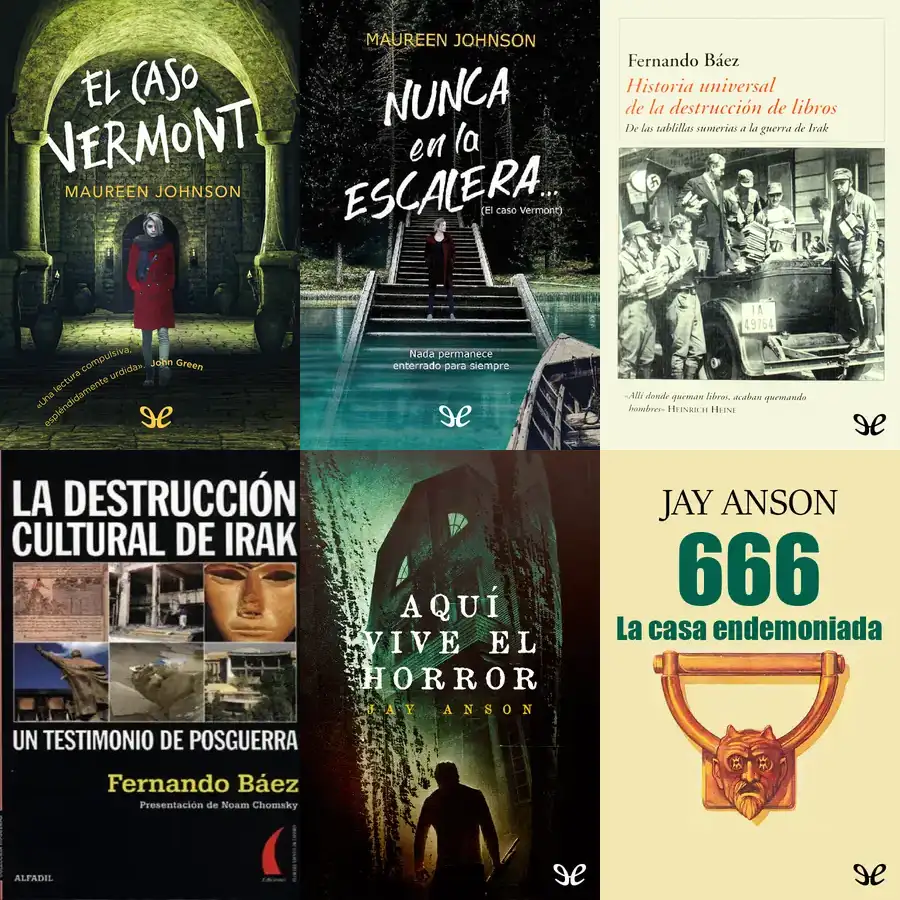 EL CASO
VERMONT
MAUREEN JOHNSON
«Una lectura compulsiva,
espléndidamente urdida». John Green
MAUREEN JOHNSON
NUNCA
en la
ESCALERA...
(El caso Vermont)
Nada permanece
enterrado para siempre
Fernando Báez
Historia universal
de la destrucción de libros
De las tablillas sumerias a la guerra de Irak
IA
49764
«Allí donde queman libros, acaban quemando
hombres» HEINRICH HEINE
LA DESTRUCCIÓN
CULTURAL DE IRAK
UN TESTIMONIO DE POSGUERRA
Fernando Báez
Presentación de Noam Chomsky
ALFADIL
AQUÍ
VIVE EL
HORROR
JAY ANSON
JAY ANSON
666
La casa endemoniada